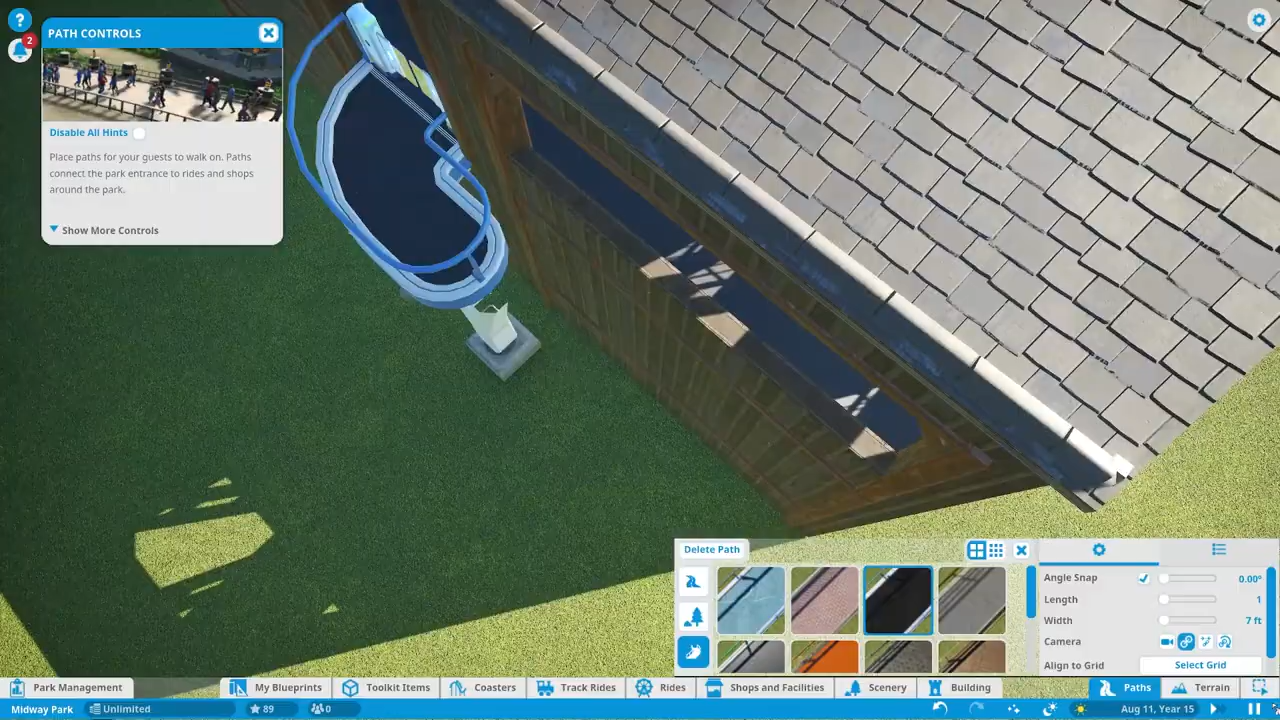 ?
2
PATH CONTROLS
Disable All Hints
Place paths for your guests to walk on. Paths
connect the park entrance to rides and shops
around the park.
Show More Controls
Delete Path
Angle Snap
0.00°
Length
1
Width
7 ft
Camera
Align to Grid
Select Grid
Park Management
My Blueprints
Toolkit Items
Coasters
Track Rides
Rides
Shops and Facilities
Scenery
Building
Paths
Terrain
Midway Park
Unlimited
89
0
Aug 11, Year 15